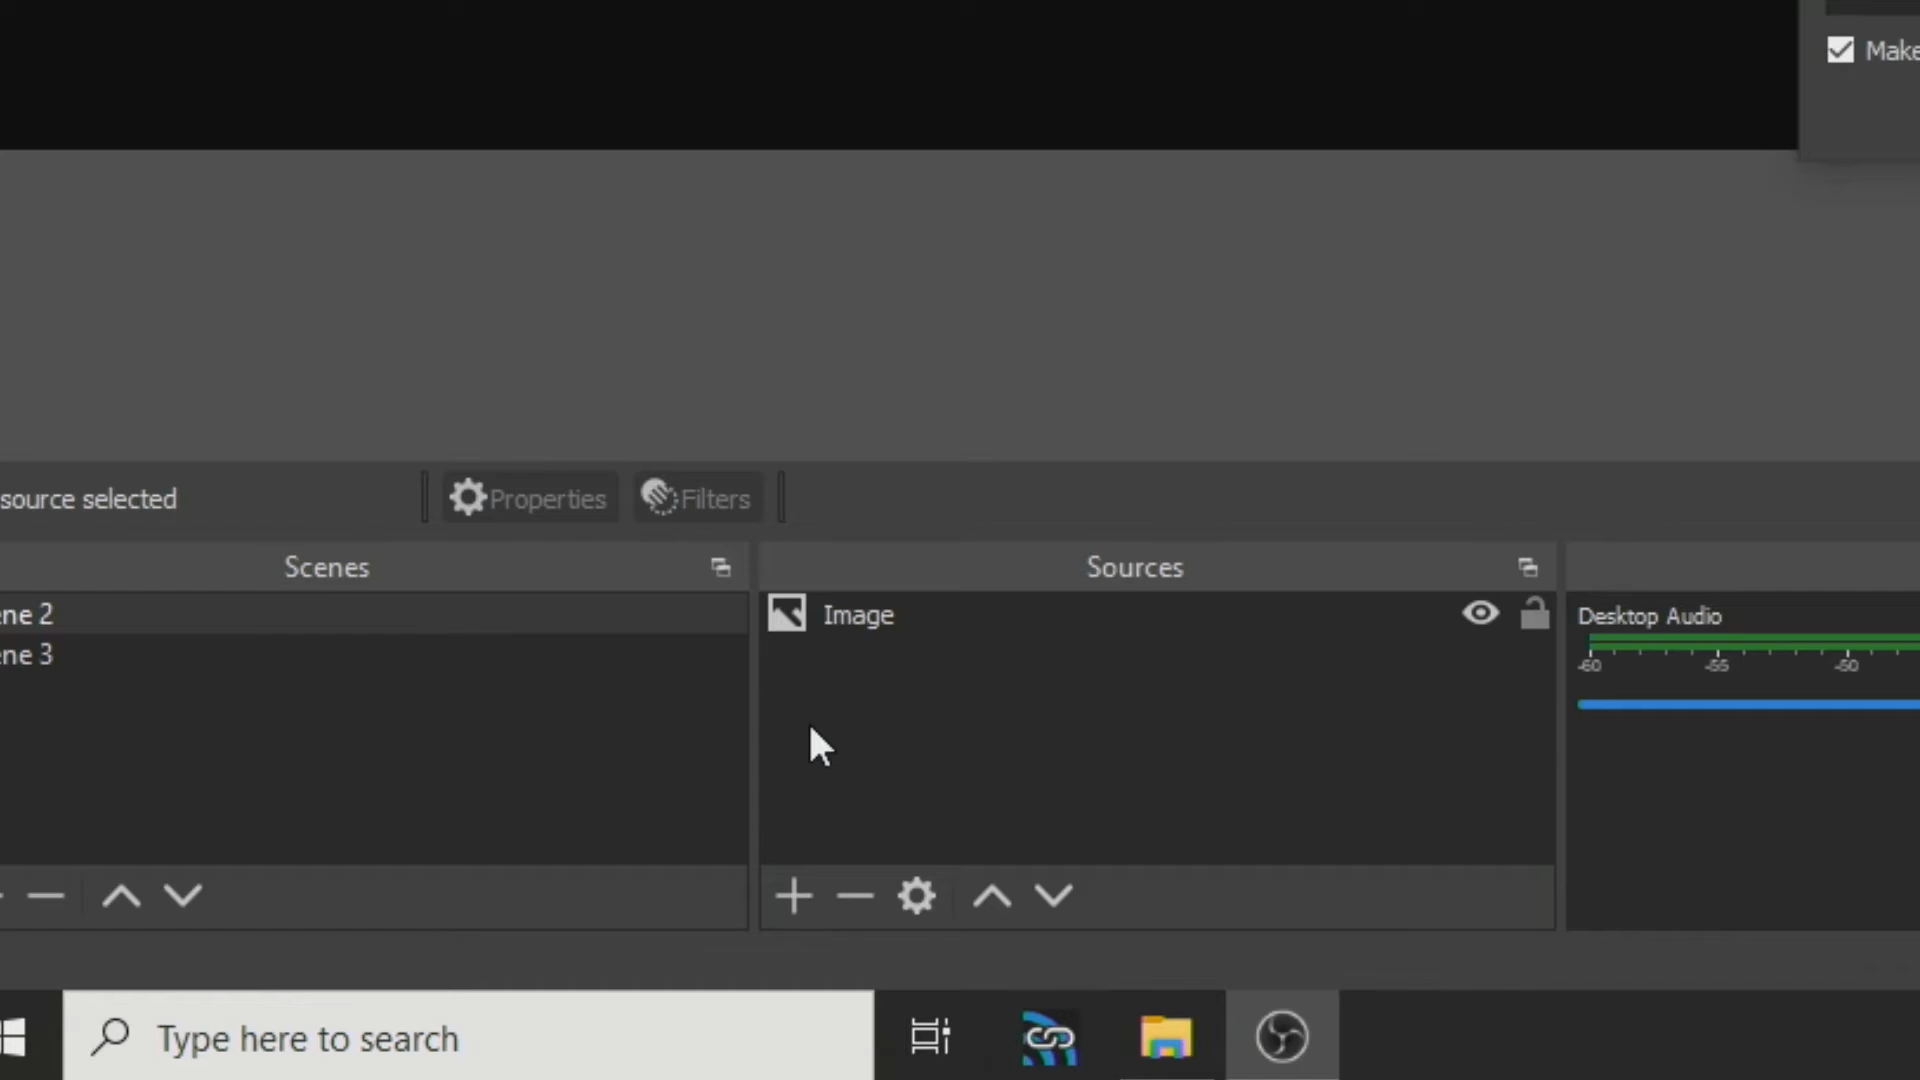 Make
source selected
Properties
Filters
Scenes
Sources
ene 2
ene 3
Image
Desktop Audio
-60 -55 -50
Type here to search